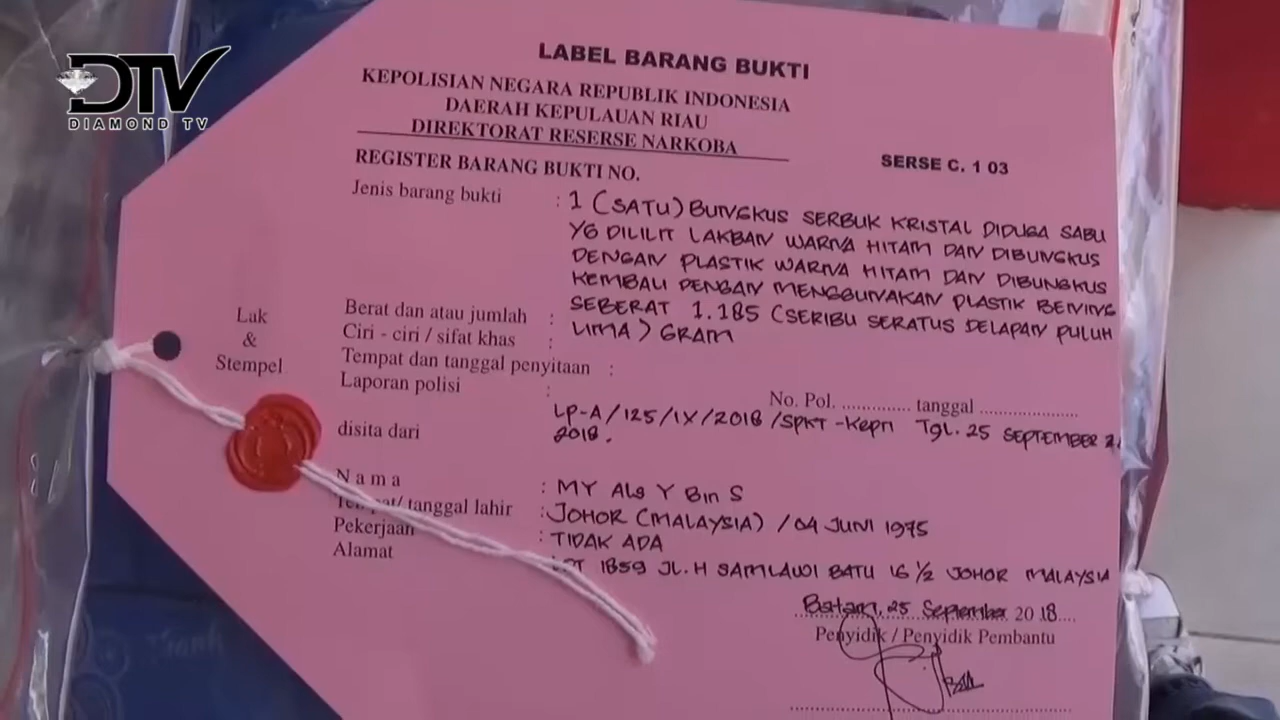 DTV
DIAMOND TV
LABEL BARANG BUKTI
KEPOLISIAN NEGARA REPUBLIK INDONESIA
DAERAH KEPULAUAN RIAU
DIREKTORAT RESERSE NARKOBA
SERSE C. 1 03
REGISTER BARANG BUKTI NO.
Jenis barang bukti : 1 (SATU) BUNGKUS SERBUK KRISTAL DIDUGA SABU
YG DILILIT LAKBAN WARNA HITAM DAN DIBUNGKUS
DENGAN PLASTIK WARNA HITAM DAN DIBUNGKUS
KEMBALI DENGAN MENGGUNAKAN PLASTIK BENING
Berat dan atau jumlah : SEBERAT 1.185 (SERIBU SERATUS DELAPAN PULUH
Ciri - ciri / sifat khas : LIMA) GRAM
Lak
&
Stempel
Tempat dan tanggal penyitaan :
Laporan polisi :
No. Pol. ............. tanggal ..................
LP-A/125/IX/2018/SPKT-Kepri Tgl. 25 SEPTEMBER
disita dari 2018.
N a m a : MY Als Y Bin S
tanggal lahir : JOHOR (MALAYSIA) / 04 JUNI 1975
Pekerjaan : TIDAK ADA
Alamat 1859 JL. H SAMLAWI BATU 16 1/2 JOHOR MALAYSIA
Batam, 25 September 2018
Penyidik / Penyidik Pembantu